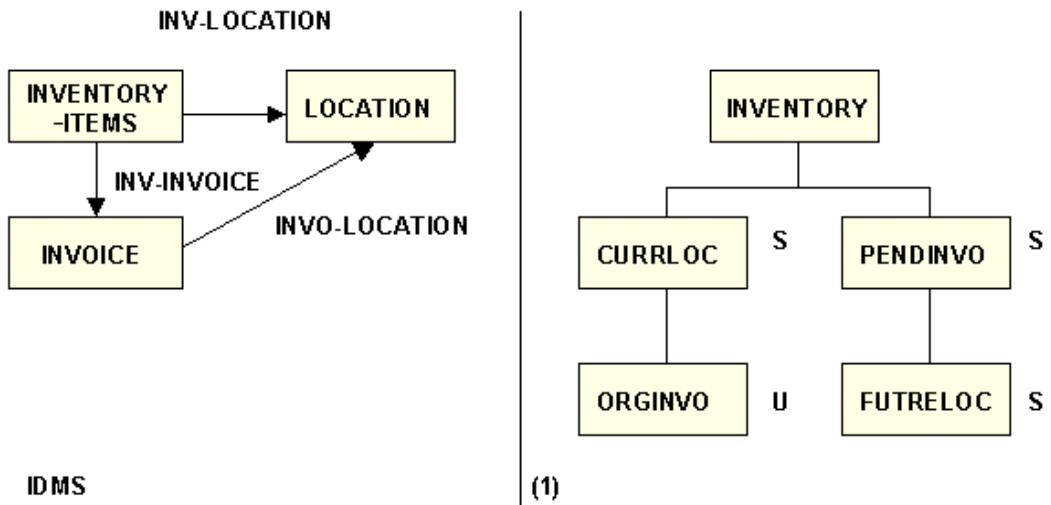 INV-LOCATION
INVENTORY
-ITEMS
LOCATION
INV-INVOICE
INVOICE
INVO-LOCATION
IDMS
INVENTORY
CURRLOC
S
PENDINVO
S
ORGINVO
U
FUTRELOC
S
(1)